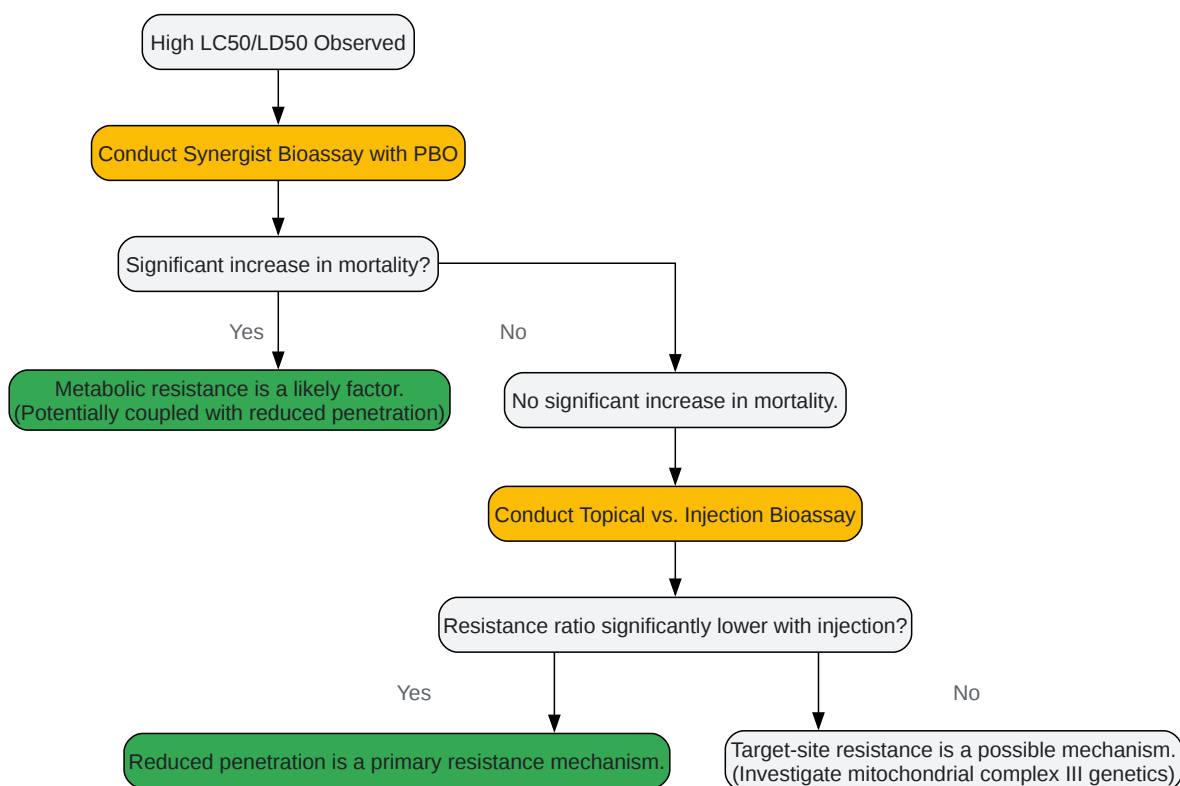 High LC50/LD50 Observed
Conduct Synergist Bioassay with PBO
Significant increase in mortality?
Yes
No
Metabolic resistance is a likely factor.
(Potentially coupled with reduced penetration)
No significant increase in mortality.
Conduct Topical vs. Injection Bioassay
Resistance ratio significantly lower with injection?
Yes
No
Reduced penetration is a primary resistance mechanism.
Target-site resistance is a possible mechanism.
(Investigate mitochondrial complex III genetics)